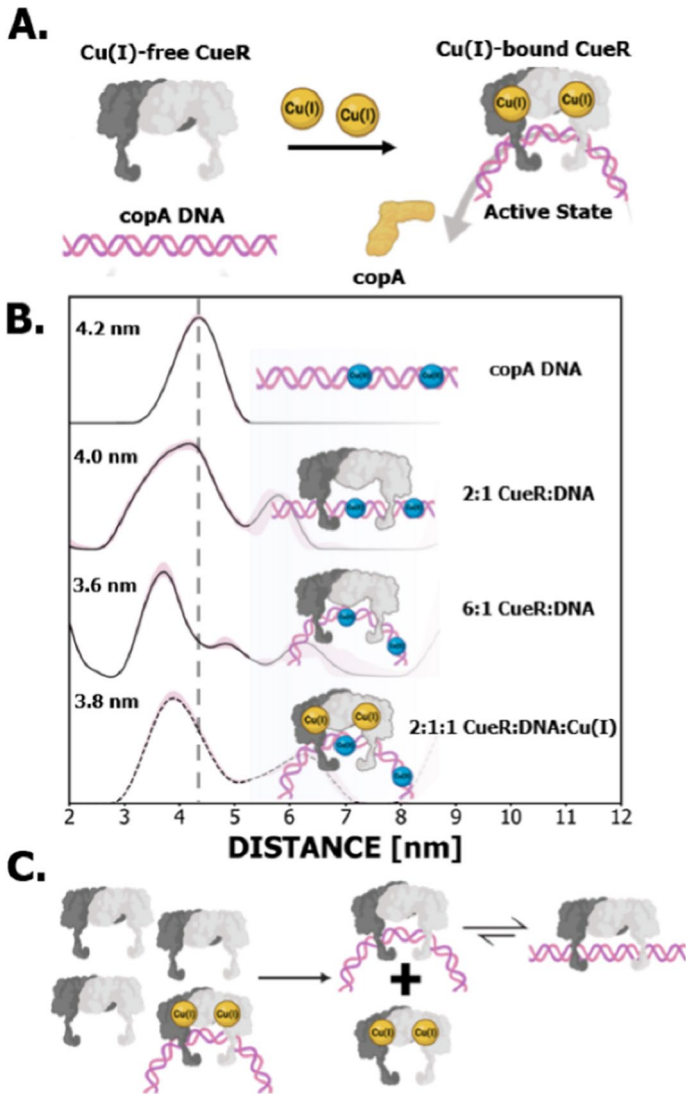 A.
Cu(I)-free CueR
Cu(I)-bound CueR
Cu(I)
Cu(I)
Cu(I)
Cu(I)
copA DNA
Active State
copA
B.
4.2 nm
copA DNA
4.0 nm
2:1 CueR:DNA
3.6 nm
6:1 CueR:DNA
3.8 nm
Cu(I)
Cu(I)
2:1:1 CueR:DNA:Cu(I)
2 3 4 5 6 7 8 9 10 11 12
DISTANCE [nm]
C.
Cu(I)
Cu(I)
+
Cu(I)
Cu(I)